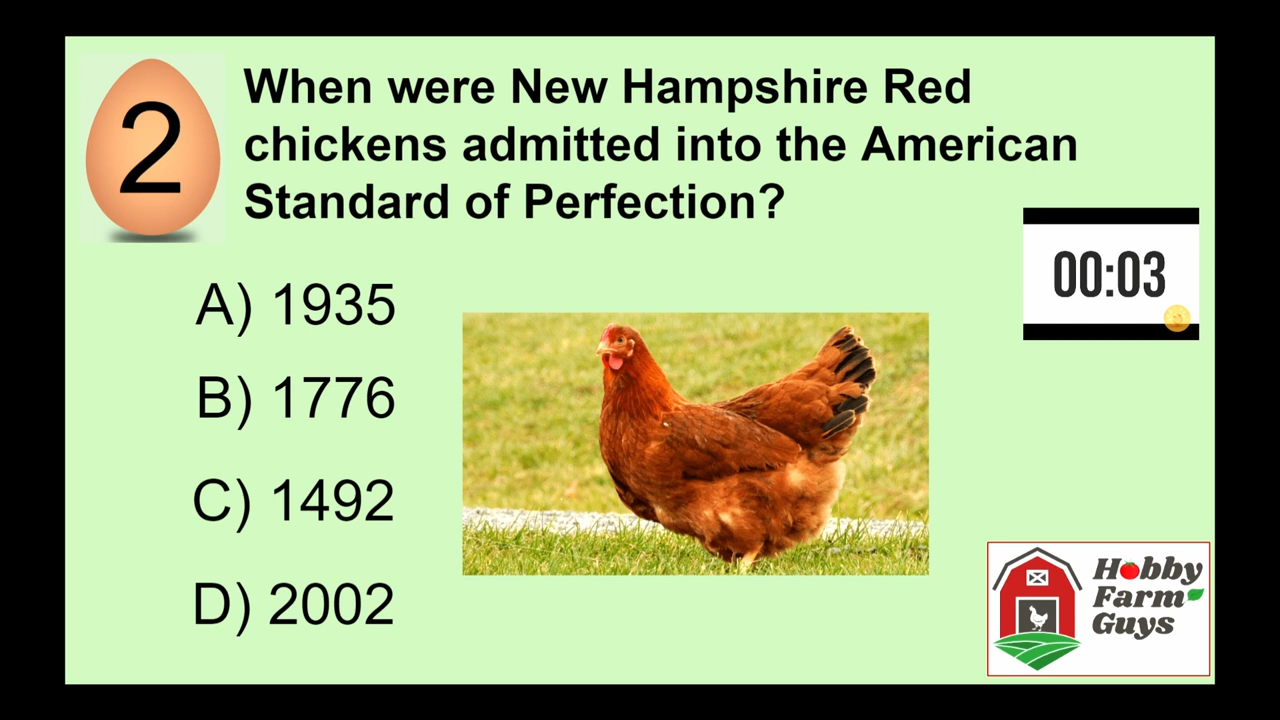 2
When were New Hampshire Red
chickens admitted into the American
Standard of Perfection?
00:03
A) 1935
B) 1776
C) 1492
D) 2002
Hobby
Farm
Guys